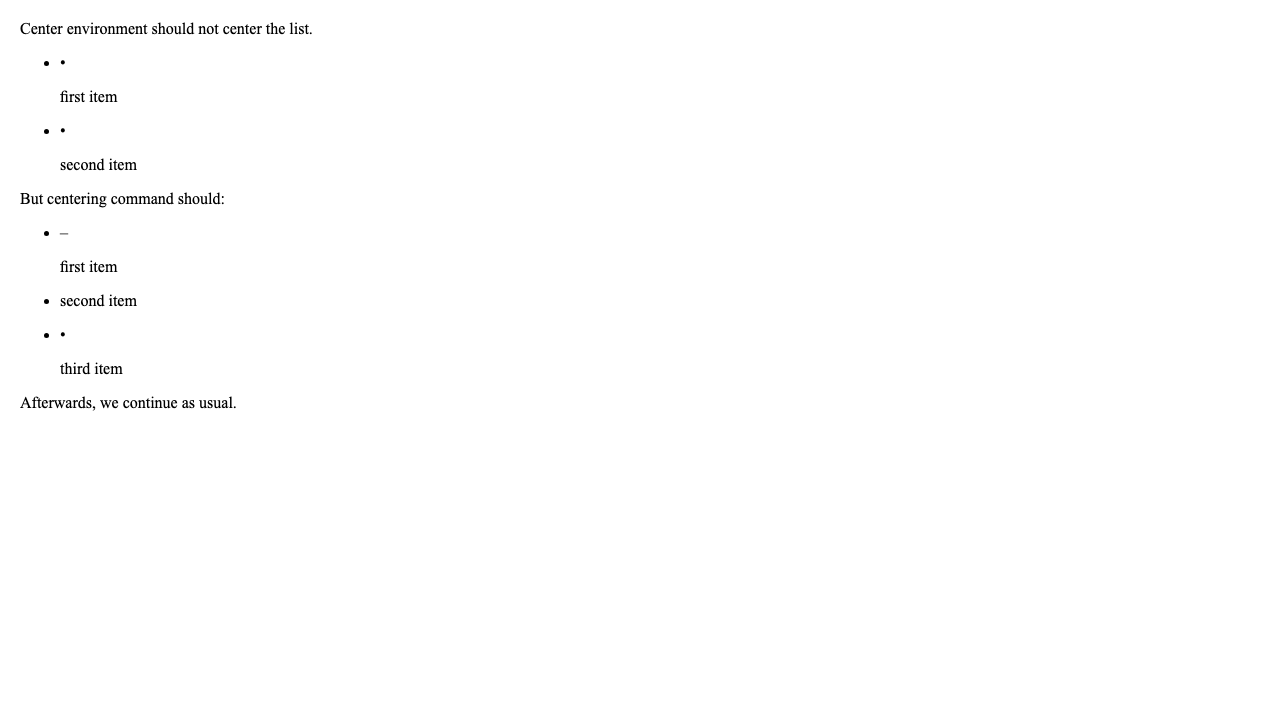 Center environment should not center the list.
• •
first item
• •
second item
But centering command should:
• –
first item
• second item
• •
third item
Afterwards, we continue as usual.